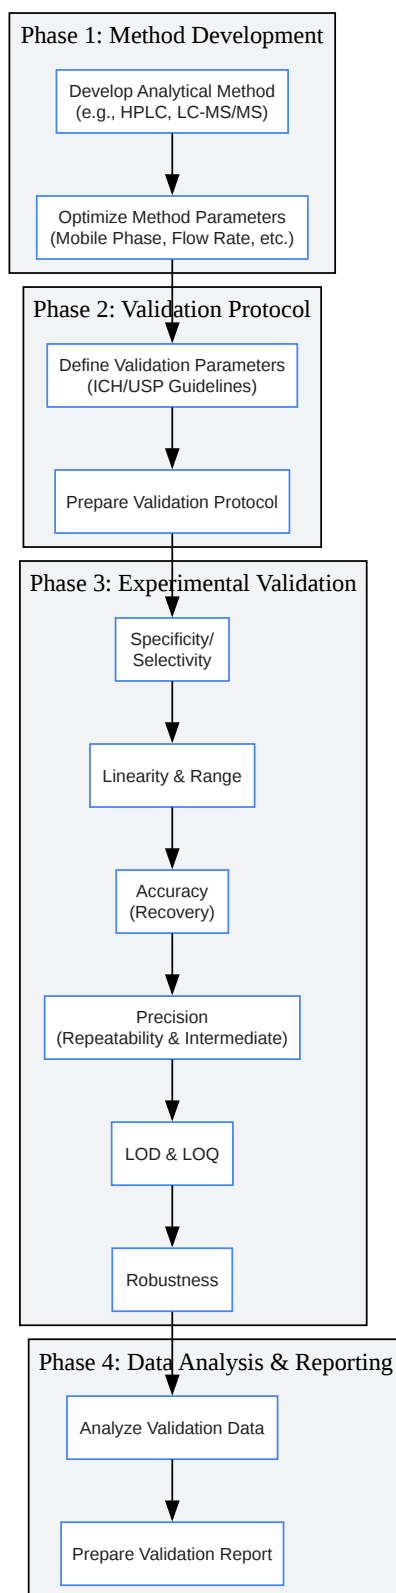 Phase 1: Method Development
Develop Analytical Method
(e.g., HPLC, LC-MS/MS)
Optimize Method Parameters
(Mobile Phase, Flow Rate, etc.)
Phase 2: Validation Protocol
Define Validation Parameters
(ICH/USP Guidelines)
Prepare Validation Protocol
Phase 3: Experimental Validation
Specificity/
Selectivity
Linearity & Range
Accuracy
(Recovery)
Precision
(Repeatability & Intermediate)
LOD & LOQ
Robustness
Phase 4: Data Analysis & Reporting
Analyze Validation Data
Prepare Validation Report